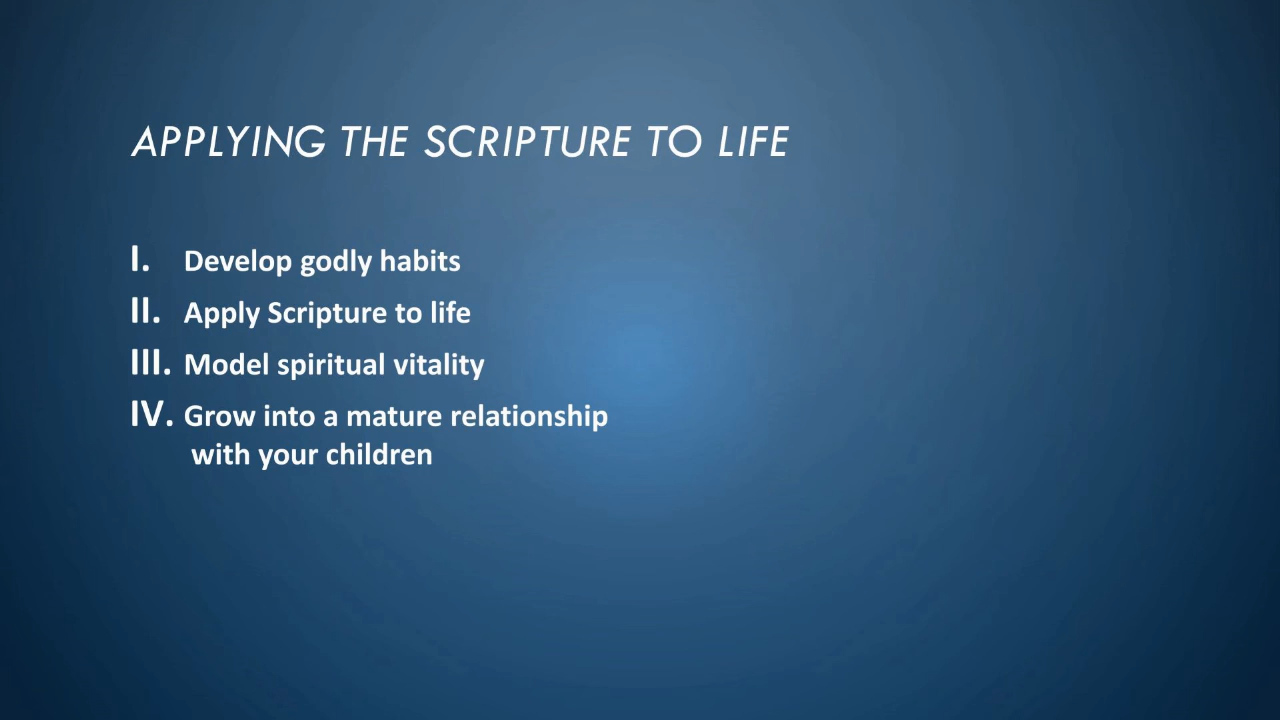 APPLYING THE SCRIPTURE TO LIFE
I. Develop godly habits
II. Apply Scripture to life
III. Model spiritual vitality
IV. Grow into a mature relationship
with your children